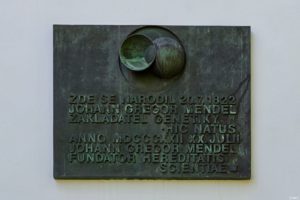 ZDE SE NARODIL 20.7.1822
JOHANN GREGOR MENDEL
ZAKLADATEL GENETIKY
HIC NATUS
ANNO MDCCCXXII XX JULII
JOHANN GREGOR MENDEL
FUNDATOR HEREDITATIS
SCIENTIAE